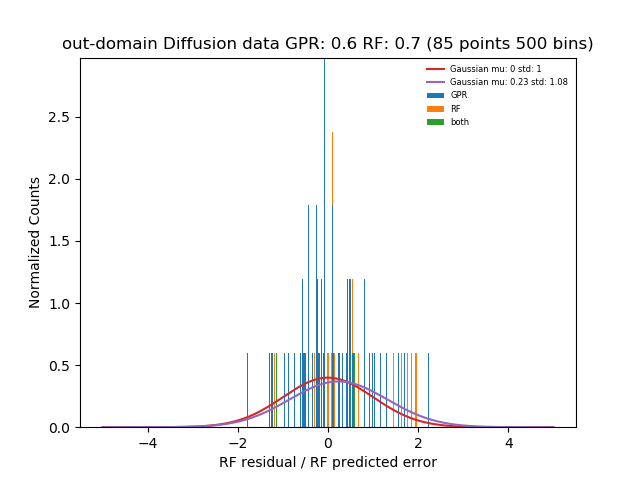 out-domain Diffusion data GPR: 0.6 RF: 0.7 (85 points 500 bins)
Gaussian mu: 0 std: 1
Gaussian mu: 0.23 std: 1.08
GPR
RF
both
Normalized Counts
2.5
2.0
1.5
1.0
0.5
0.0
−4 −2 0 2 4
RF residual / RF predicted error